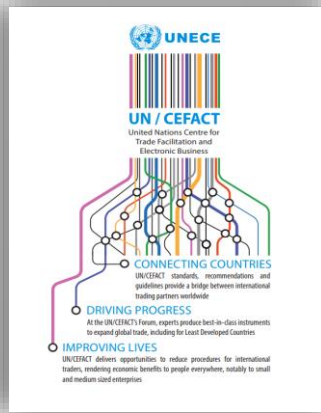 UNECE
UN / CEFACT
United Nations Centre for
Trade Facilitation and
Electronic Business
CONNECTING COUNTRIES
UN/CEFACT standards, recommendations and
guidelines provide a bridge between international
trading partners worldwide
DRIVING PROGRESS
At the UN/CEFACT's Forum, experts produce best-in-class instruments
to expand global trade, including for Least Developed Countries
IMPROVING LIVES
UN/CEFACT delivers opportunities to reduce procedures for international
traders, rendering economic benefits to people everywhere, notably to small
and medium sized enterprises